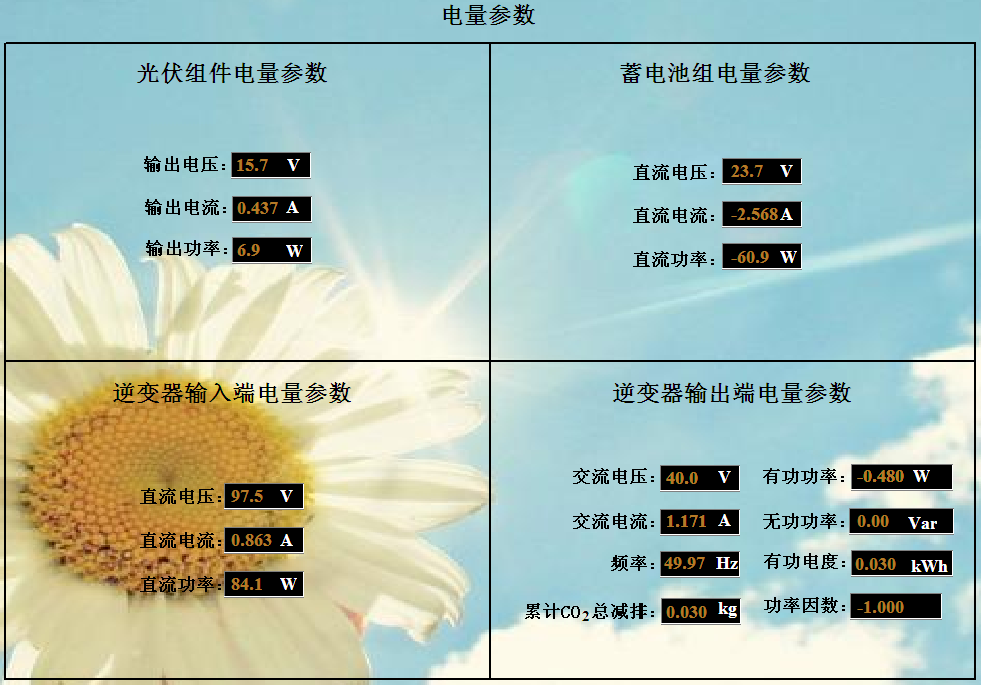 电量参数
光伏组件电量参数
输出电压: 15.7 V
输出电流: 0.437 A
输出功率: 6.9 W
蓄电池组电量参数
直流电压: 23.7 V
直流电流: -2.568 A
直流功率: -60.9 W
逆变器输入端电量参数
直流电压: 97.5 V
直流电流: 0.863 A
直流功率: 84.1 W
逆变器输出端电量参数
交流电压: 40.0 V 有功功率: -0.480 W
交流电流: 1.171 A 无功功率: 0.00 Var
频率: 49.97 Hz 有功电度: 0.030 kWh
累计CO₂总减排: 0.030 kg 功率因数: -1.000